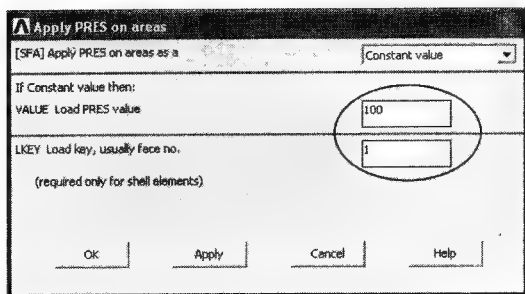 Apply PRES on areas
[SFA] Apply PRES on areas as a
Constant value
If Constant value then:
VALUE Load PRES value
100
LKEY Load key, usually face no.
1
(required only for shell elements)
OK Apply Cancel Help